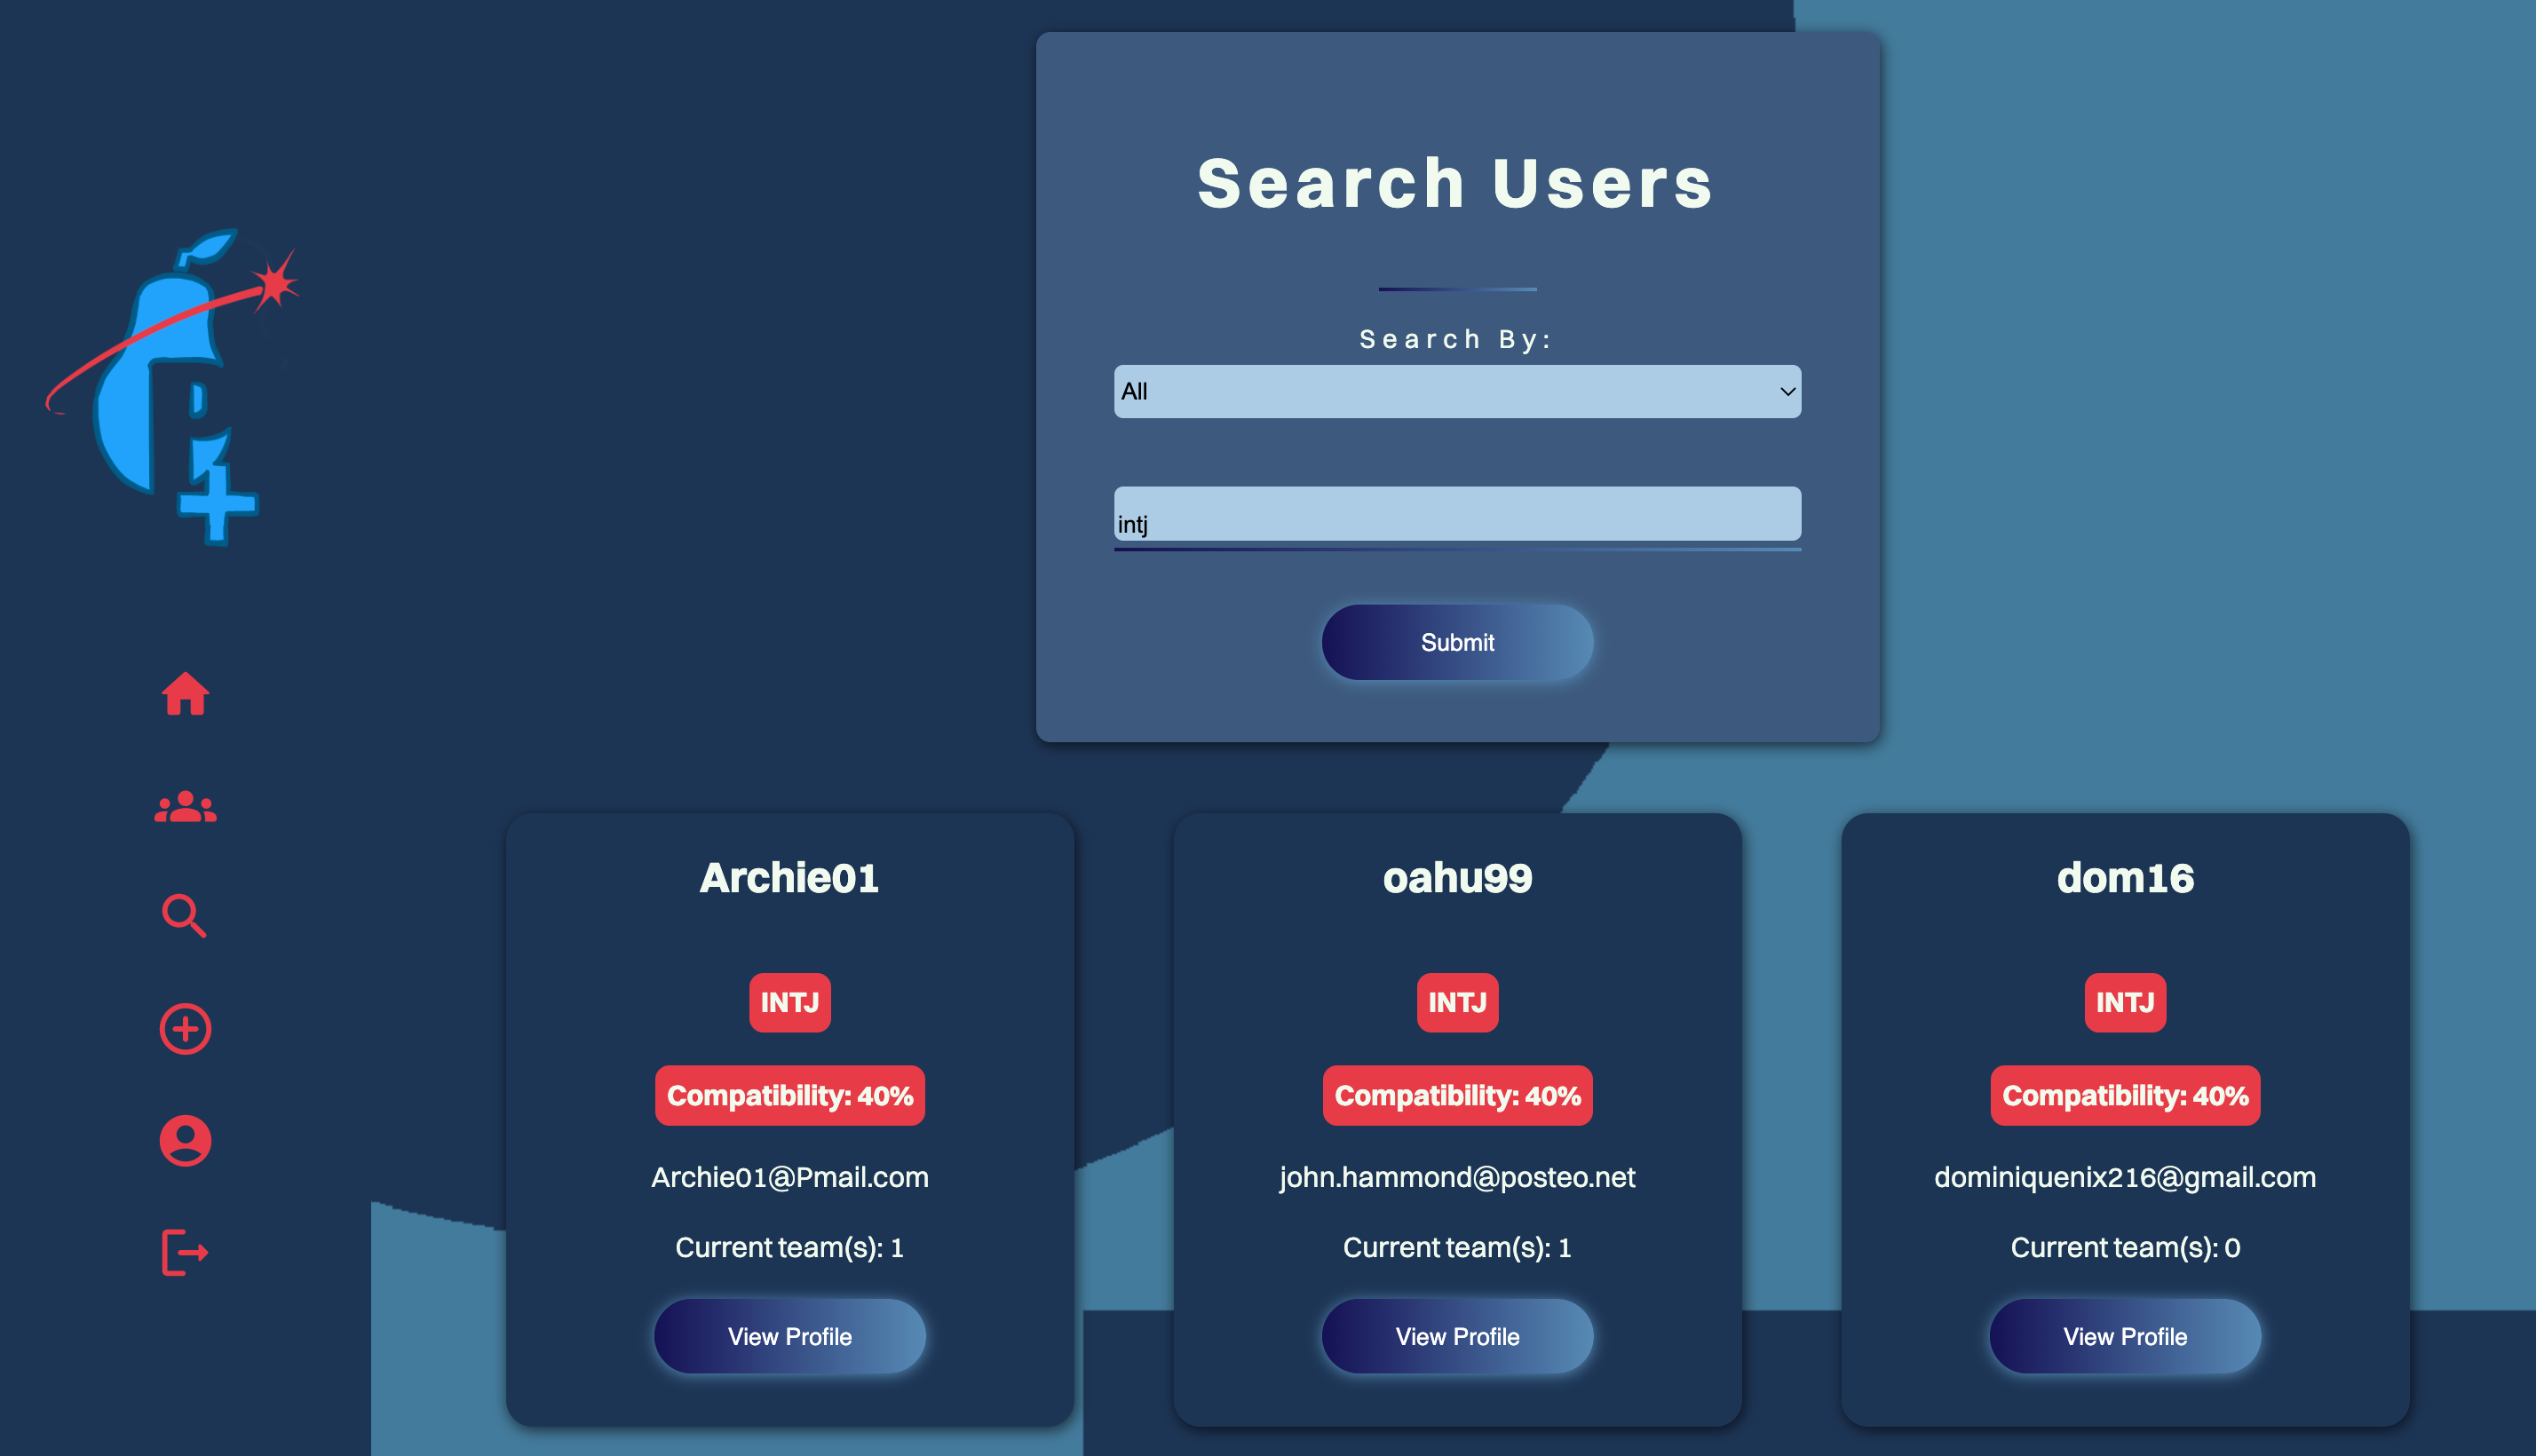 Search Users
Search By:
All
intj
Submit
Archie01
INTJ
Compatibility: 40%
Archie01@Pmail.com
Current team(s): 1
View Profile
oahu99
INTJ
Compatibility: 40%
john.hammond@posteo.net
Current team(s): 1
View Profile
dom16
INTJ
Compatibility: 40%
dominiquenix216@gmail.com
Current team(s): 0
View Profile